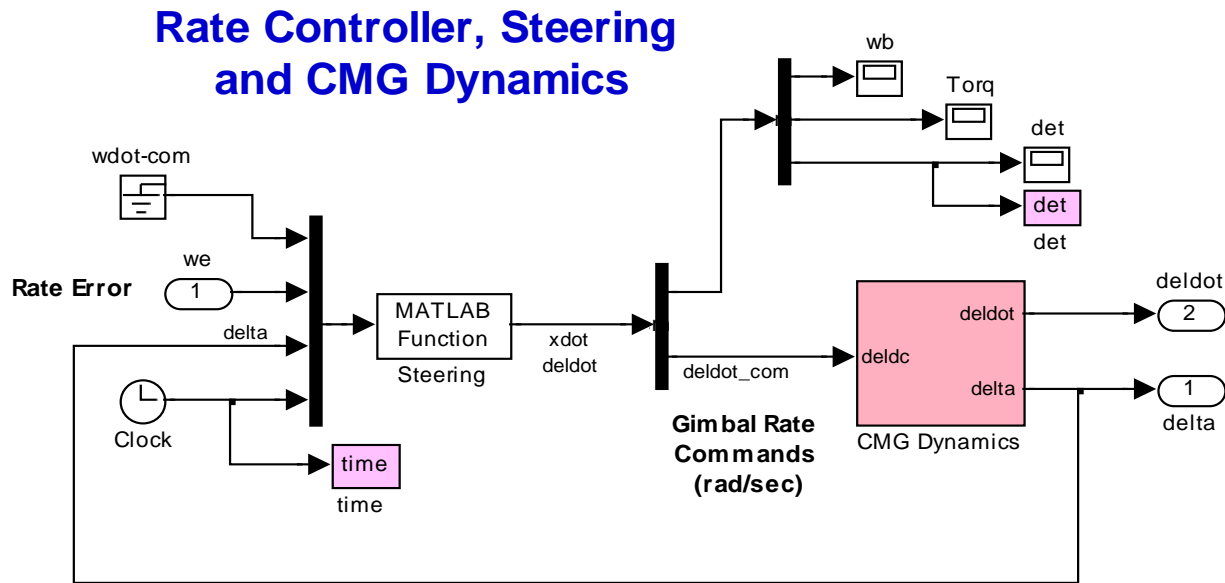 Rate Controller, Steering
and CMG Dynamics
wb
Torq
det
det
det
wdot-com
we
Rate Error
1
delta
Clock
time
time
MATLAB
Function
Steering
xdot
deldot
deldot_com
Gimbal Rate
Commands
(rad/sec)
deldc
deldot
delta
CMG Dynamics
deldot
2
1
delta